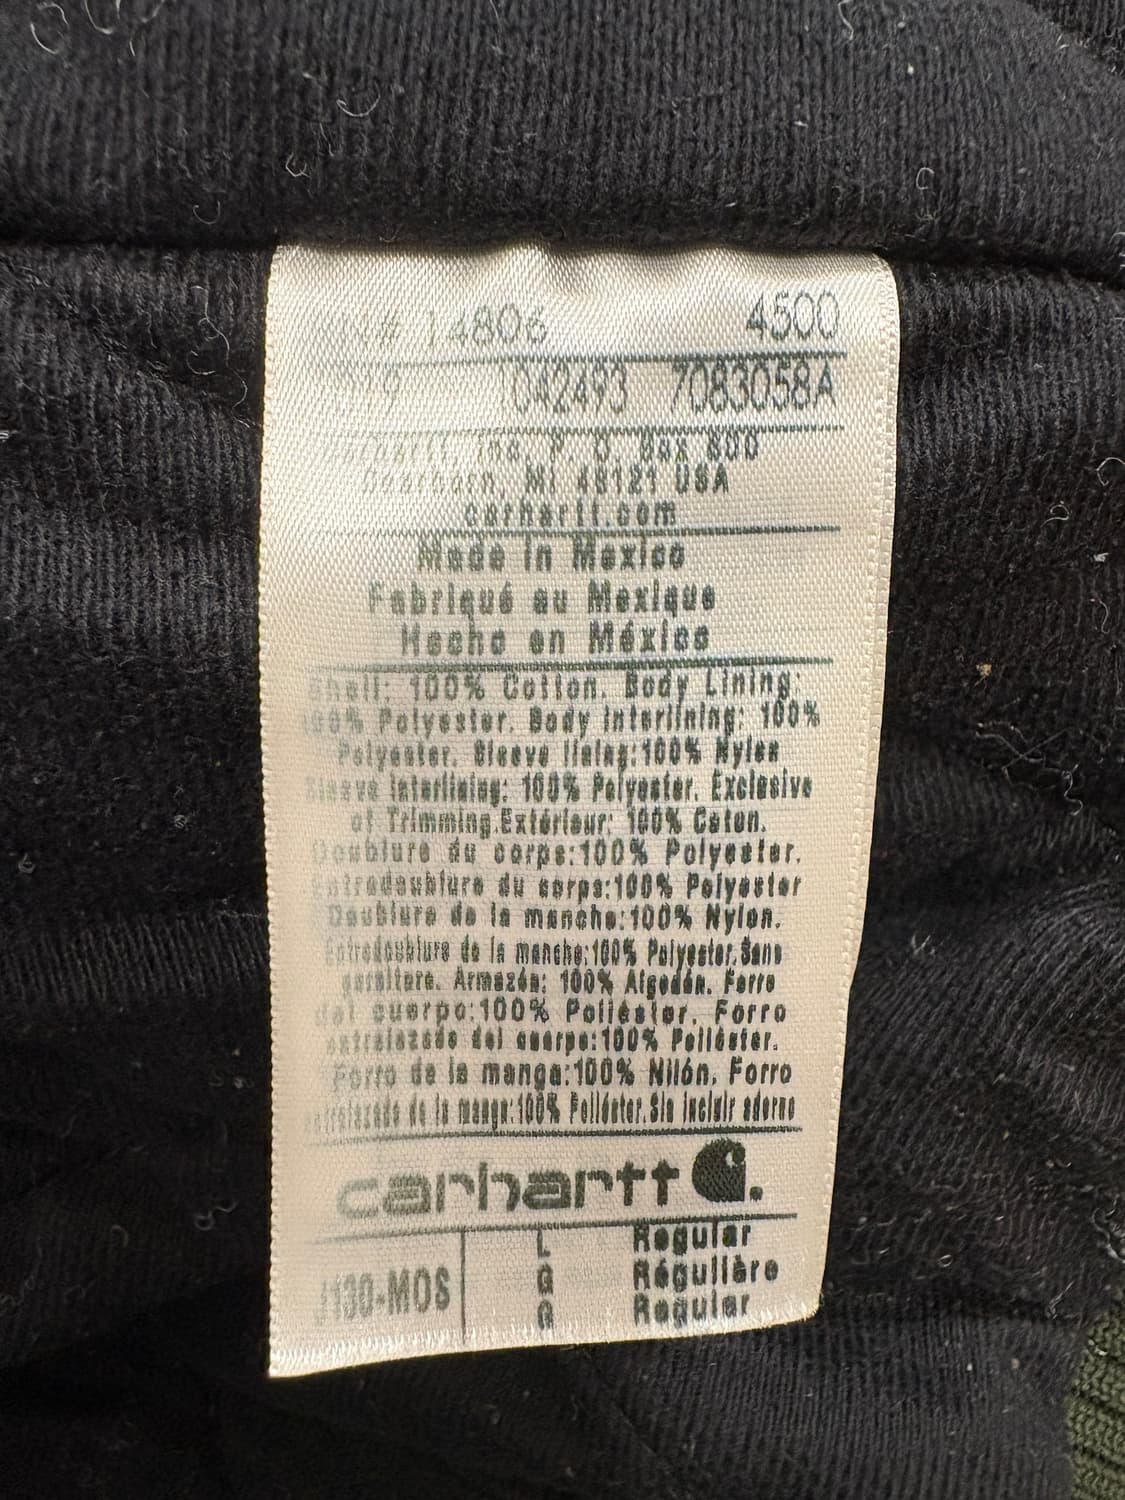 # 14806 4500
019 1042493 7083058A
Carhartt, Inc. P. O. Box 600
Dearborn, MI 48121 USA
carhartt.com
Made in Mexico
Fabriqué au Mexique
Hecho en México
Shell: 100% Cotton. Body Lining:
100% Polyester. Body interlining: 100%
Polyester. Sleeve lining:100% Nylon
Sleeve interlining: 100% Polyester. Exclusive
of Trimming.Extérieur: 100% Coton.
Doublure du corps:100% Polyester.
Entredoublure du corps:100% Polyester
Doublure de la manche:100% Nylon.
Entredoublure de la manche:100% Polyester.Sans
garniture. Armazón: 100% Algodón. Forro
del cuerpo:100% Poliéster. Forro
entrelazado del cuerpo:100% Poliéster.
Forro de la manga:100% Nilón. Forro
entrelazado de la manga:100% Poliéster.Sin incluir adorno
carhartt
L Regular
J130-MOS G Régulière
G Regular